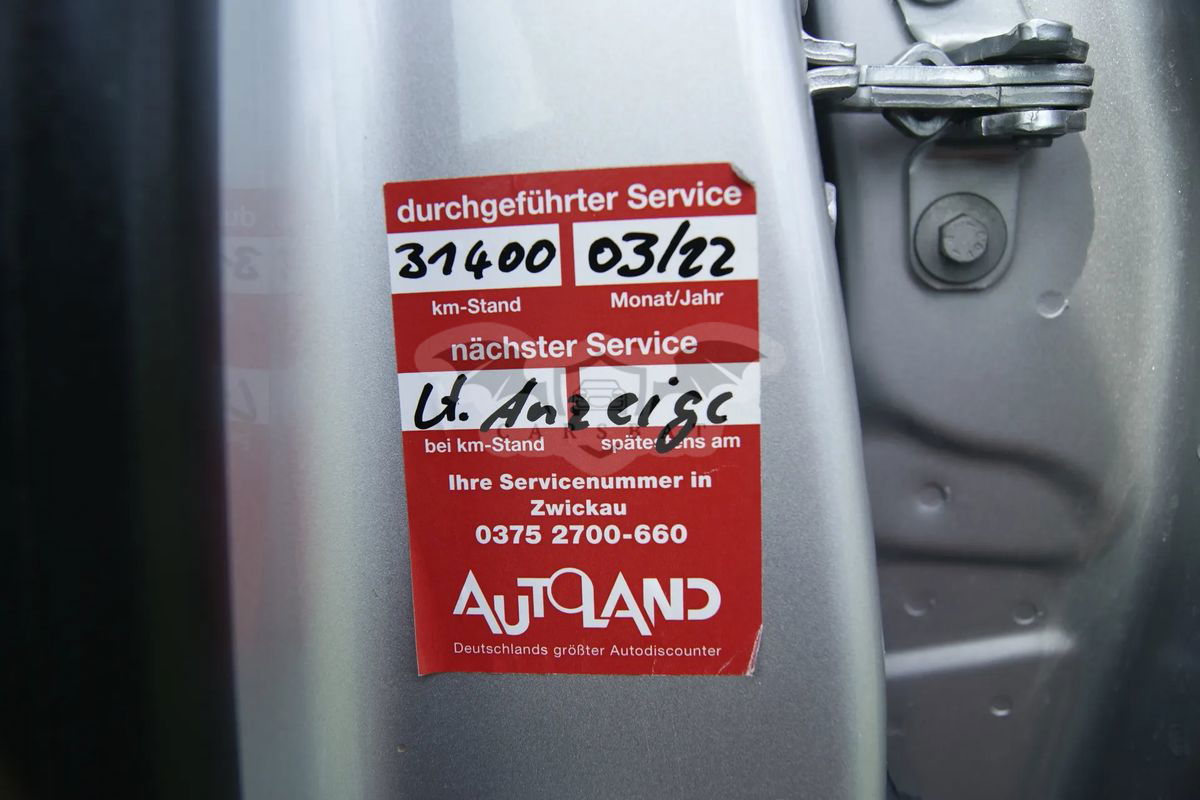 durchgeführter Service
31400 03/22
km-Stand Monat/Jahr
nächster Service
Lt. Anzeige
bei km-Stand spätestens am
CARSBAT
Ihre Servicenummer in
Zwickau
0375 2700-660
AUTOLAND
Deutschlands größter Autodiscounter